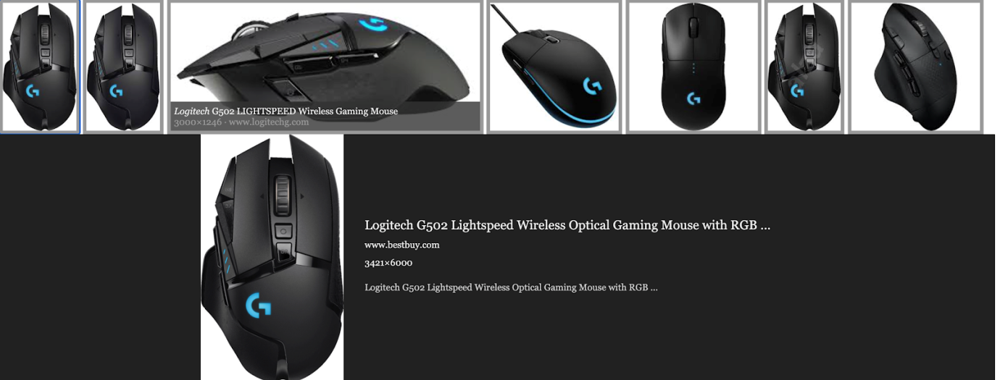 Logitech G502 LIGHTSPEED Wireless Gaming Mouse
3000×1246 · www.logitechg.com
Logitech G502 Lightspeed Wireless Optical Gaming Mouse with RGB ...
www.bestbuy.com
3421×6000
Logitech G502 Lightspeed Wireless Optical Gaming Mouse with RGB ...